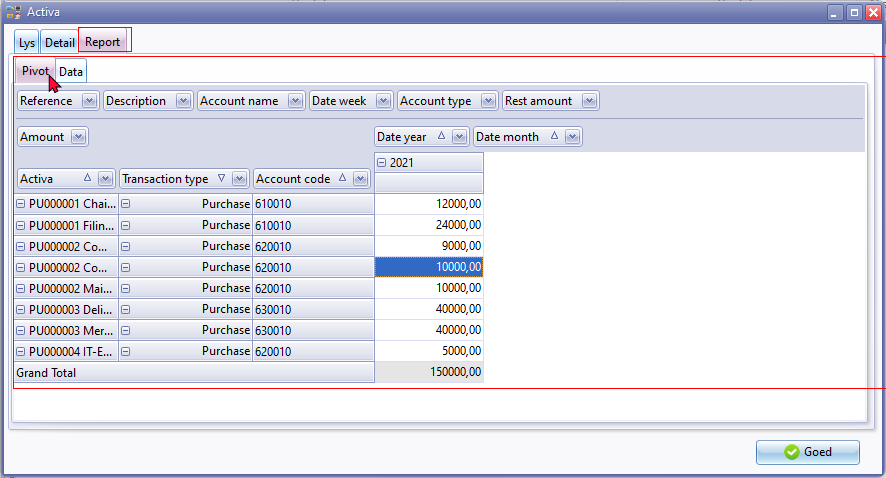 Activa
Lys Detail Report
Pivot Data
Reference Description Account name Date week Account type Rest amount
Amount Date year Date month
2021
Activa Transaction type Account code
PU000001 Chai... Purchase 610010 12000,00
PU000001 Filin... Purchase 610010 24000,00
PU000002 Co... Purchase 620010 9000,00
PU000002 Co... Purchase 620010 10000,00
PU000002 Mai... Purchase 620010 10000,00
PU000003 Deli... Purchase 630010 40000,00
PU000003 Mer... Purchase 630010 40000,00
PU000004 IT-E... Purchase 620010 5000,00
Grand Total 150000,00
Goed